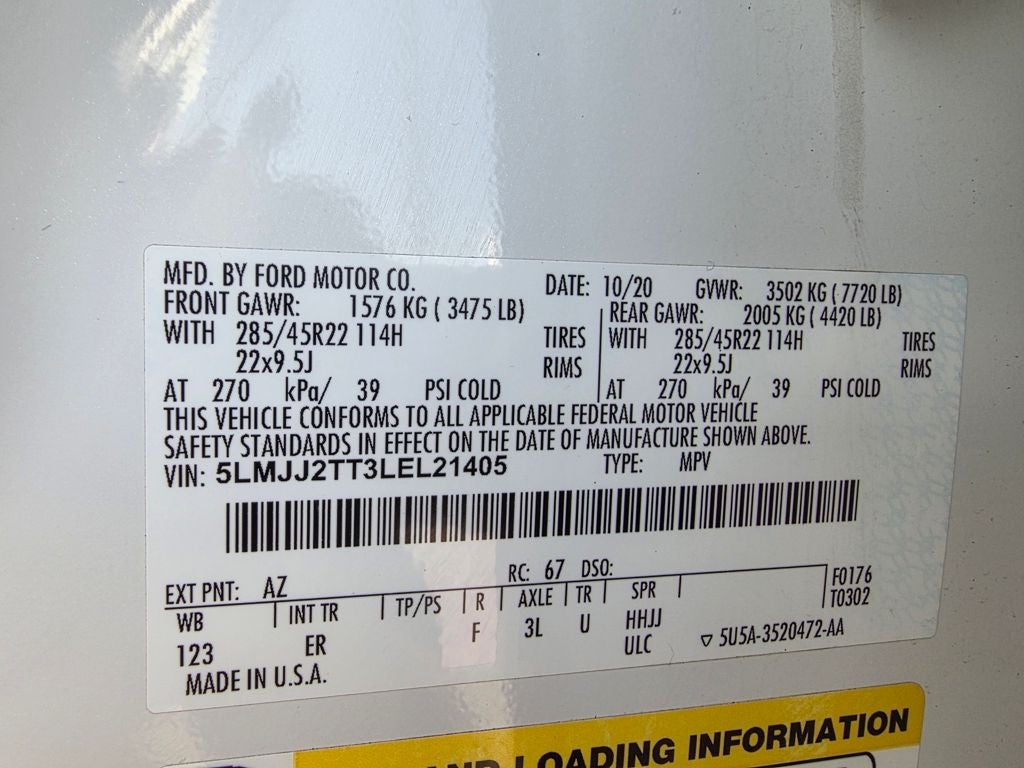 MFD. BY FORD MOTOR CO. DATE: 10/20 GVWR: 3502 KG ( 7720 LB)
FRONT GAWR: 1576 KG ( 3475 LB) REAR GAWR: 2005 KG ( 4420 LB)
WITH 285/45R22 114H TIRES WITH 285/45R22 114H TIRES
22x9.5J RIMS 22x9.5J RIMS
AT 270 kPa/ 39 PSI COLD AT 270 kPa/ 39 PSI COLD
THIS VEHICLE CONFORMS TO ALL APPLICABLE FEDERAL MOTOR VEHICLE
SAFETY STANDARDS IN EFFECT ON THE DATE OF MANUFACTURE SHOWN ABOVE.
VIN: 5LMJJ2TT3LEL21405 TYPE: MPV
EXT PNT: AZ RC: 67 DSO: F0176
WB INT TR TP/PS R AXLE TR SPR T0302
123 ER F 3L U HHJJ
ULC ▽ 5U5A-3520472-AA
MADE IN U.S.A.
AND LOADING INFORMATION